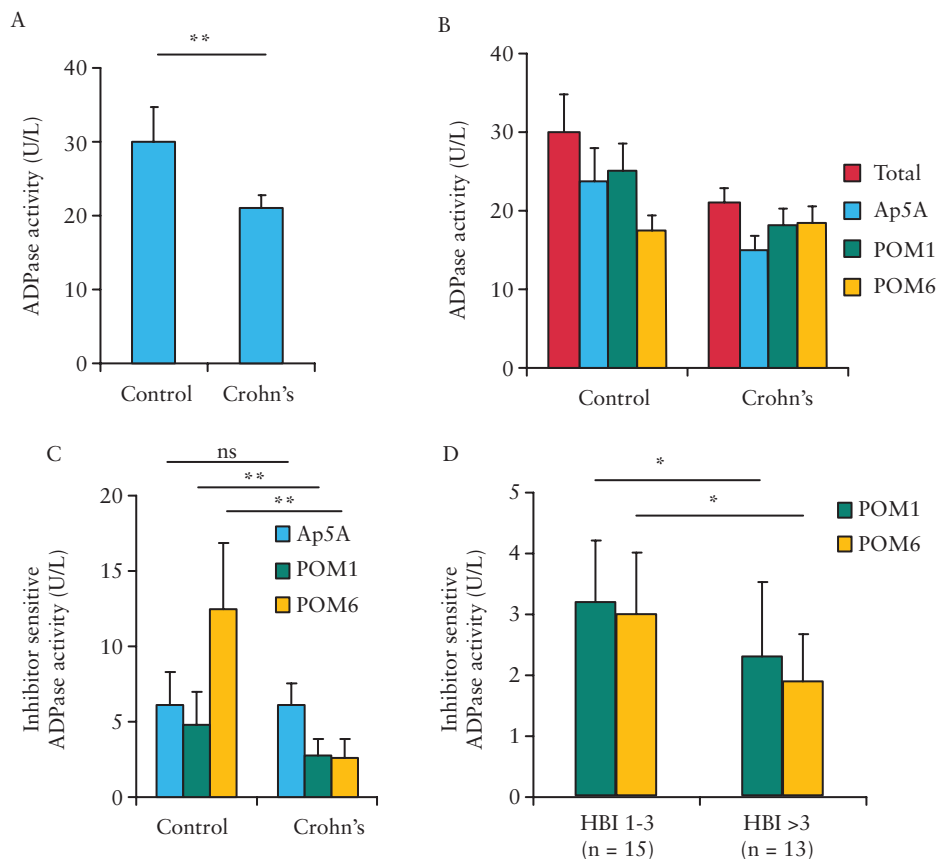 A
**
ADPase activity (U/L)
40
30
20
10
0
Control
Crohn's
B
ADPase activity (U/L)
40
30
20
10
0
Control
Crohn's
Total
Ap5A
POM1
POM6
C
ns
**
**
Inhibitor sensitive
ADPase activity (U/L)
20
15
10
5
0
Ap5A
POM1
POM6
Control
Crohn's
D
*
*
Inhibitor sensitive
ADPase activity (U/L)
5
4
3
2
1
0
POM1
POM6
HBI 1-3
(n = 15)
HBI >3
(n = 13)